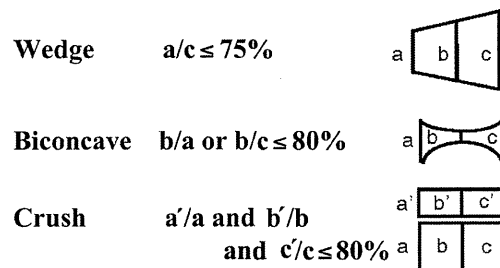 Wedge a/c ≤ 75% a b c
Biconcave b/a or b/c ≤ 80% a b c
a' b' c'
Crush a′/a and b′/b
and c′/c ≤ 80% a b c